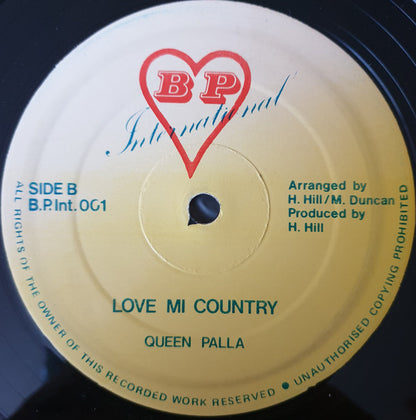 BP
International
SIDE B
B.P.Int.001
Arranged by
H. Hill/M. Duncan
Produced by
H. Hill
LOVE MI COUNTRY
QUEEN PALLA
ALL RIGHTS OF THE OWNER OF THIS RECORDED WORK RESERVED • UNAUTHORISED COPYING PROHIBITED